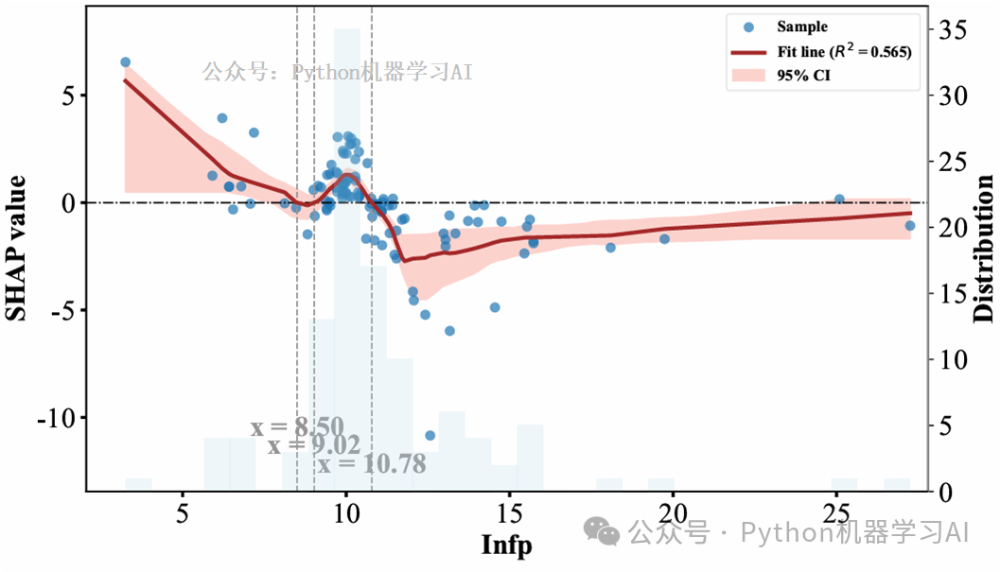 Sample
Fit line (R² = 0.565)
95% CI
公众号：Python机器学习AI
SHAP value
5
0
-5
-10
35
30
25
20
15
10
5
0
Distribution
x = 8.50
x = 9.02
x = 10.78
5
10
15
20
25
Infp
公众号 · Python机器学习AI